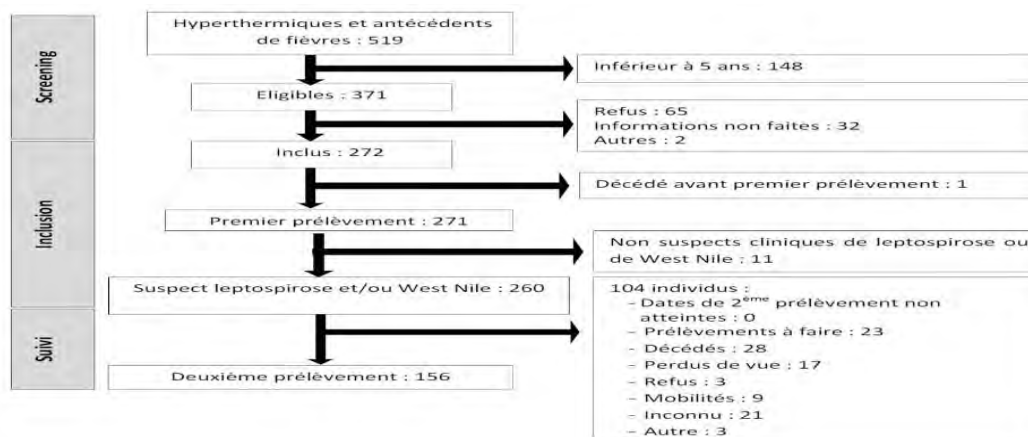 Screening
Hyperthermiques et antécédents
de fièvres : 519
Inférieur à 5 ans : 148
Eligibles : 371
Refus : 65
Informations non faites : 32
Autres : 2
Inclusion
Inclus : 272
Décédé avant premier prélèvement : 1
Premier prélèvement : 271
Non suspects cliniques de leptospirose ou
de West Nile : 11
Suspect leptospirose et/ou West Nile : 260
Suivi
104 individus :
- Dates de 2ème prélèvement non
atteintes : 0
- Prélèvements à faire : 23
- Décédés : 28
- Perdus de vue : 17
- Refus : 3
- Mobilités : 9
- Inconnu : 21
- Autre : 3
Deuxième prélèvement : 156